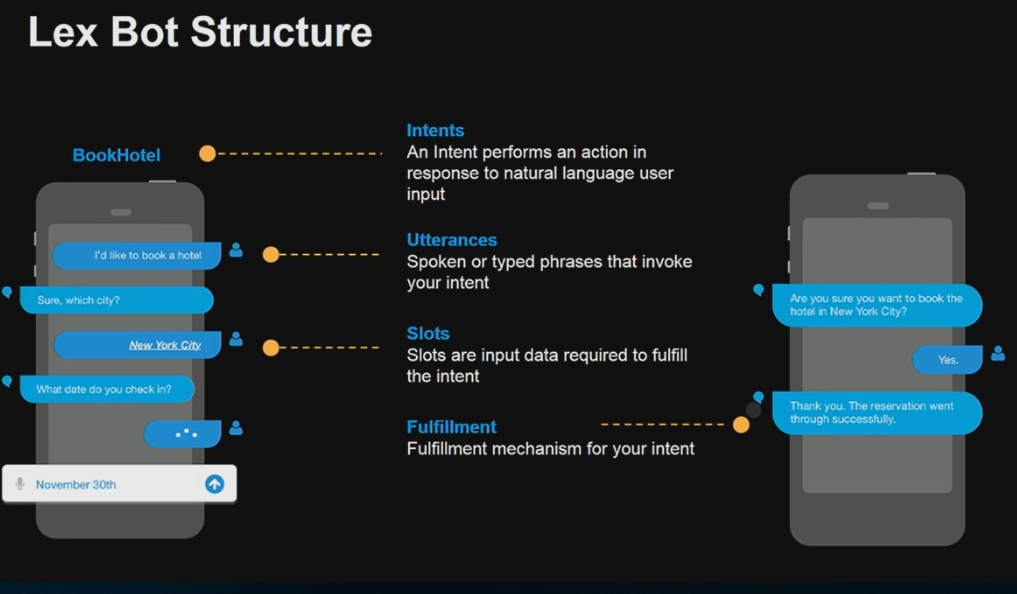 Lex Bot Structure
BookHotel
I'd like to book a hotel
Sure, which city?
New York City
What date do you check in?
November 30th
Intents
An Intent performs an action in
response to natural language user
input
Utterances
Spoken or typed phrases that invoke
your intent
Slots
Slots are input data required to fulfill
the intent
Fulfillment
Fulfillment mechanism for your intent
Are you sure you want to book the
hotel in New York City?
Yes.
Thank you. The reservation went
through successfully.